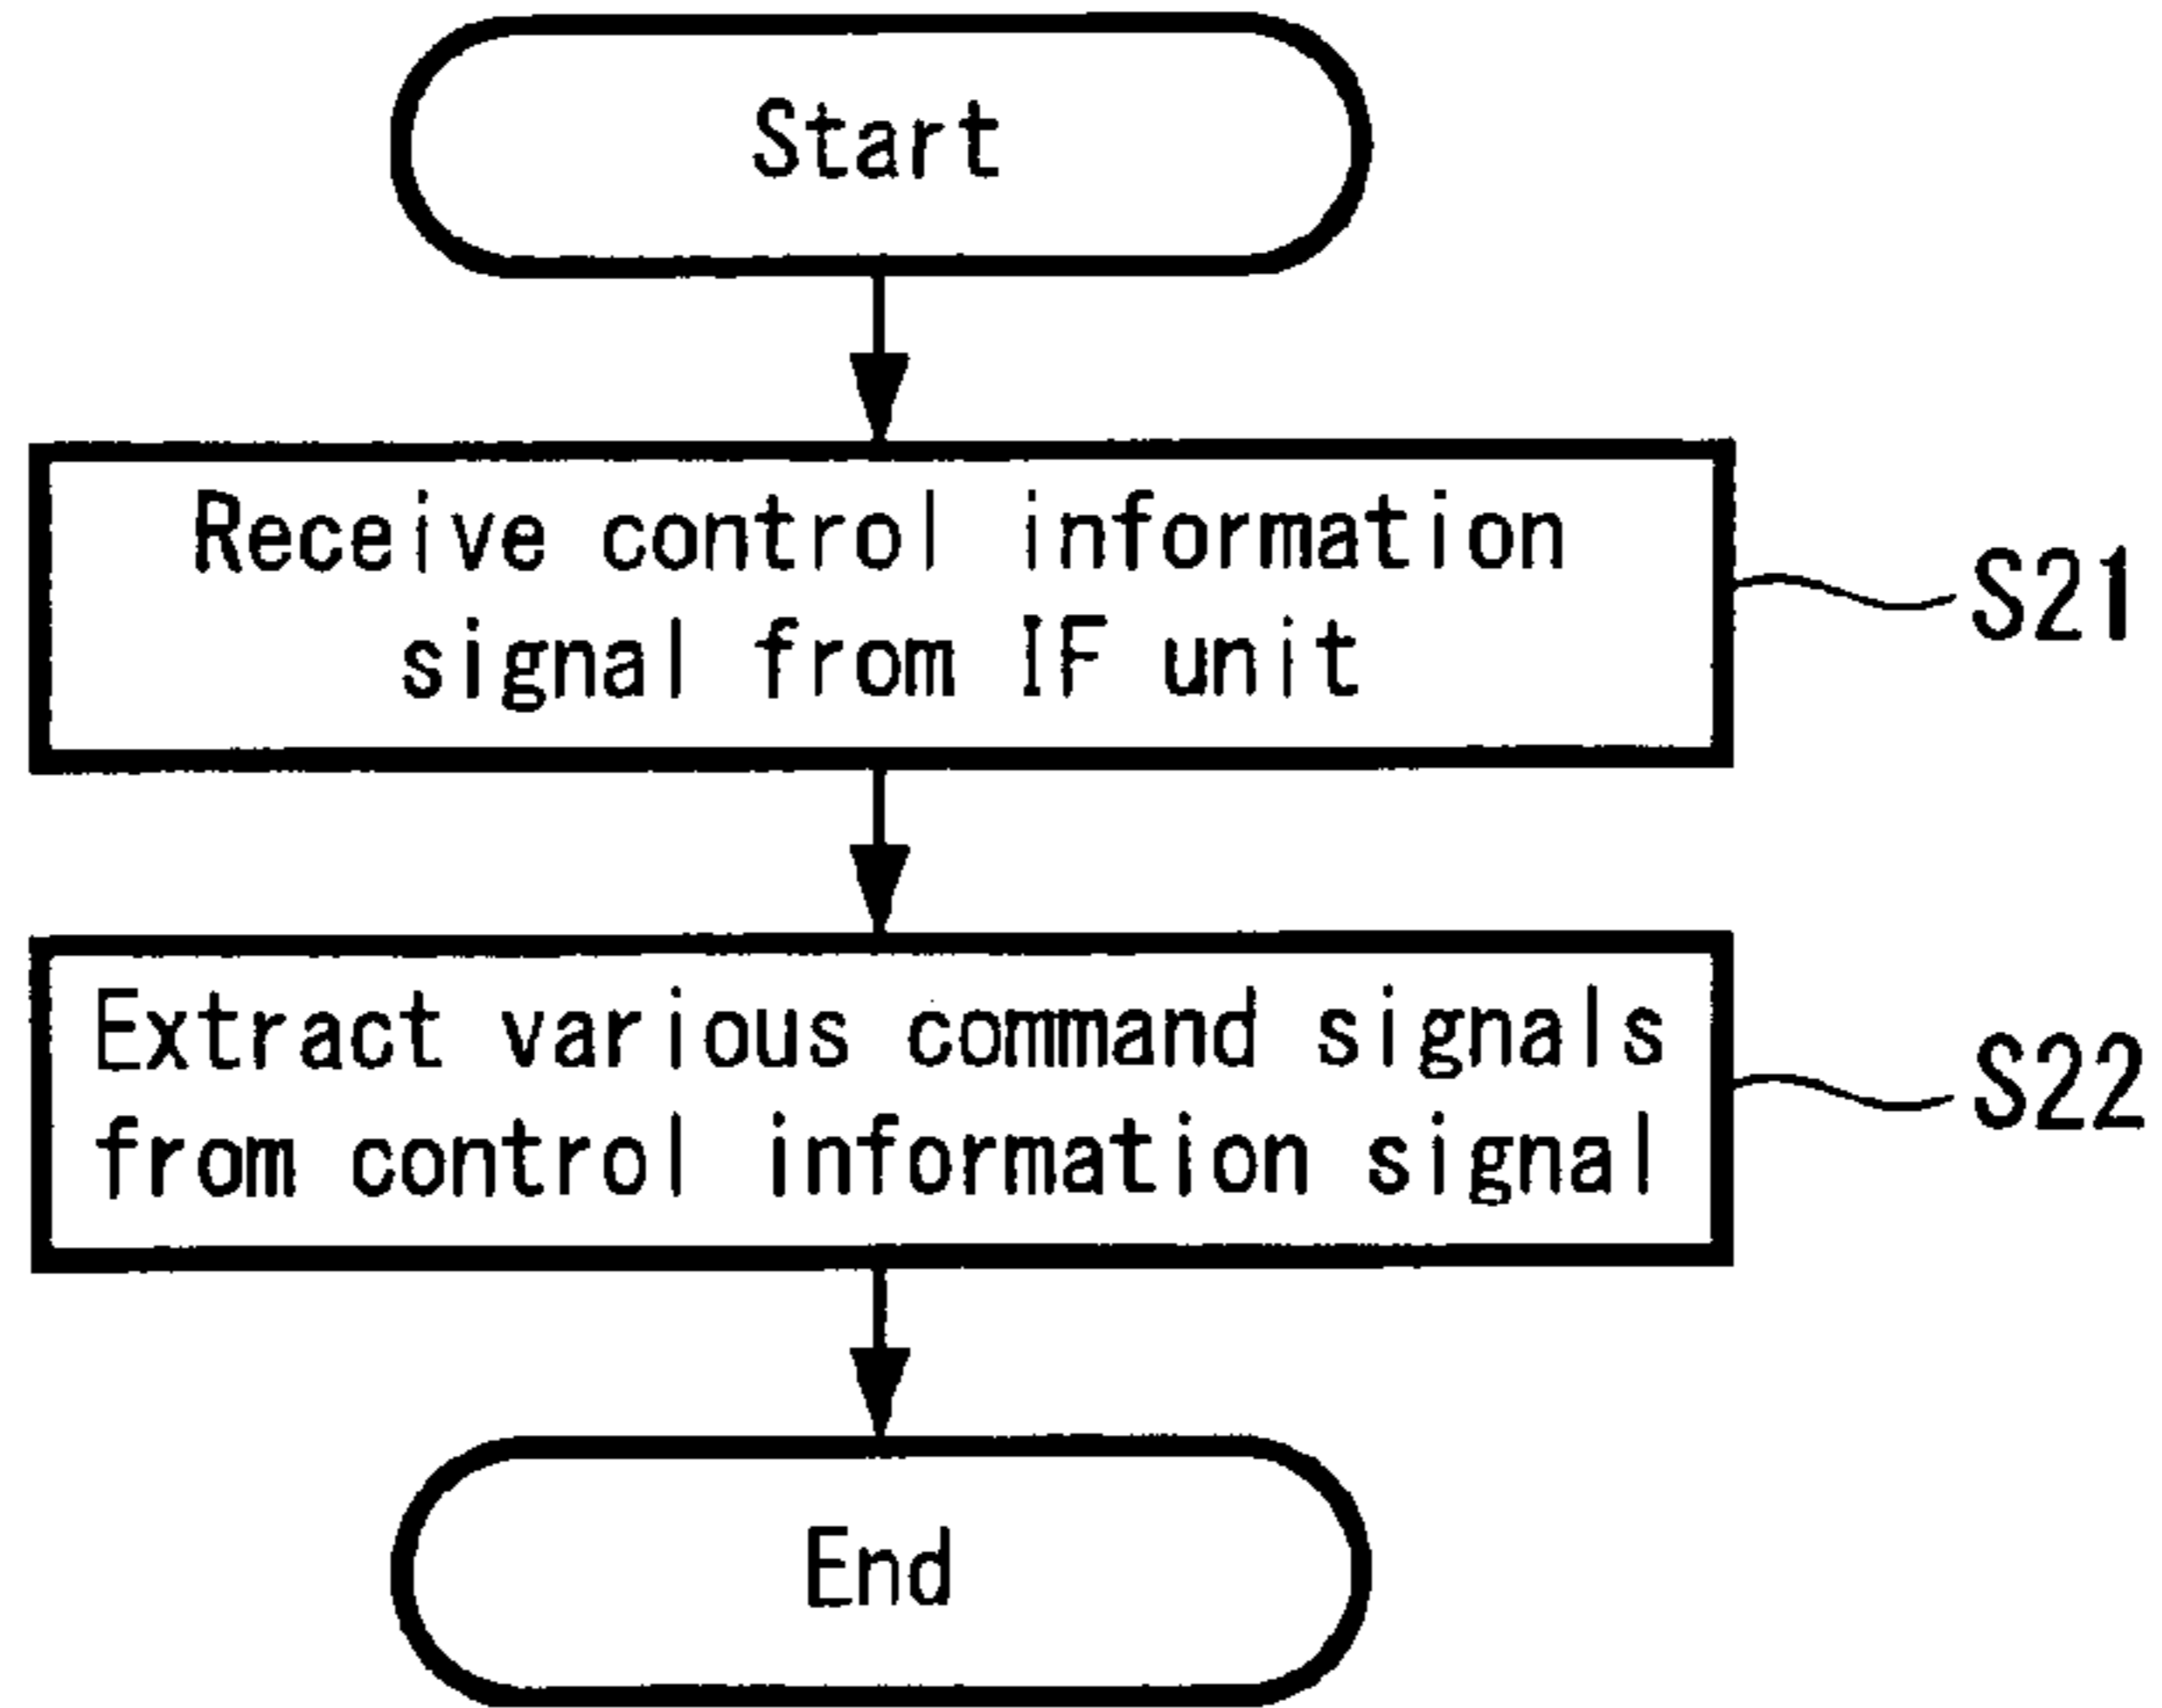 Start
Receive control information
signal from IF unit
S21
Extract various command signals
from control information signal
S22
End